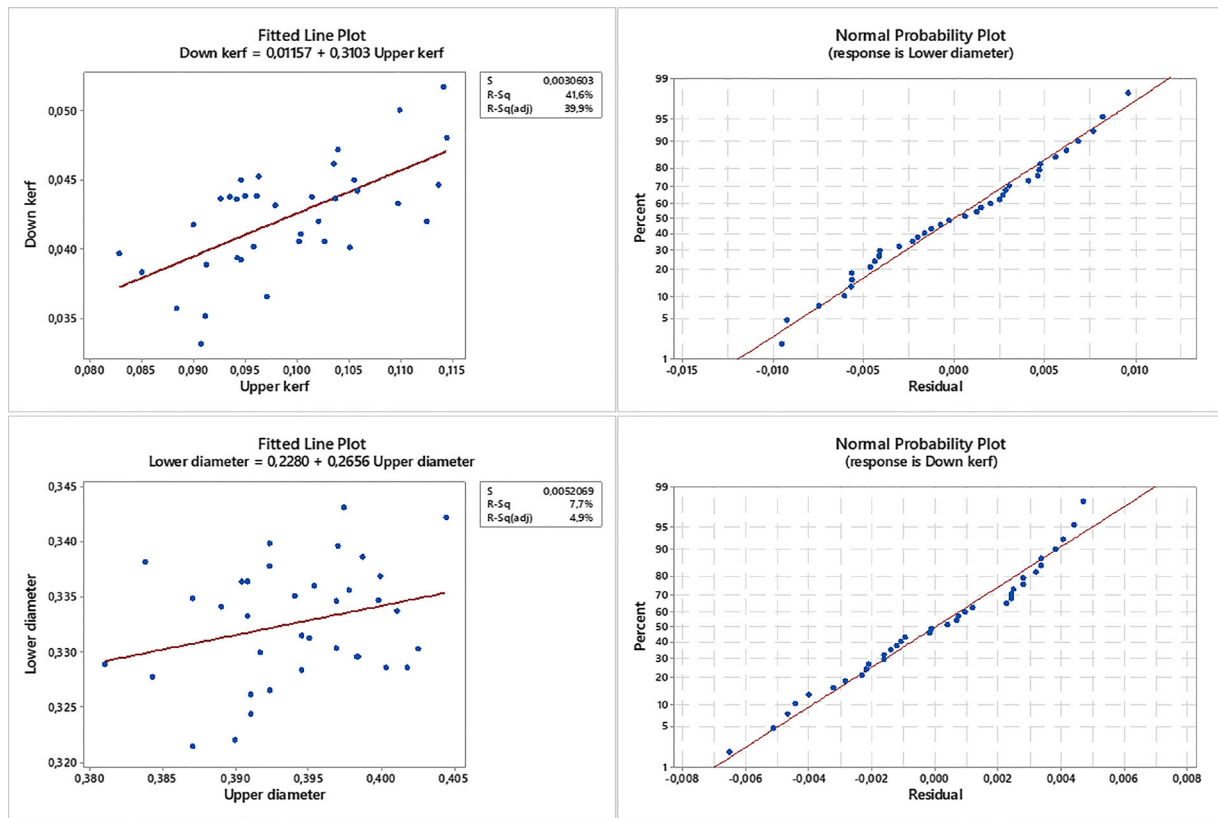 Fitted Line Plot
Down kerf = 0,01157 + 0,3103 Upper kerf
S 0,0030603
R-Sq 41,6%
R-Sq(adj) 39,9%
0,050
0,045
0,040
0,035
Down kerf
0,080 0,085 0,090 0,095 0,100 0,105 0,110 0,115
Upper kerf
Normal Probability Plot
(response is Lower diameter)
99
95
90
80
70
60
50
40
30
20
10
5
1
Percent
-0,015 -0,010 -0,005 0,000 0,005 0,010
Residual
Fitted Line Plot
Lower diameter = 0,2280 + 0,2656 Upper diameter
S 0,0052069
R-Sq 7,7%
R-Sq(adj) 4,9%
0,345
0,340
0,335
0,330
0,325
0,320
Lower diameter
0,380 0,385 0,390 0,395 0,400 0,405
Upper diameter
Normal Probability Plot
(response is Down kerf)
99
95
90
80
70
60
50
40
30
20
10
5
1
Percent
-0,008 -0,006 -0,004 -0,002 0,000 0,002 0,004 0,006 0,008
Residual